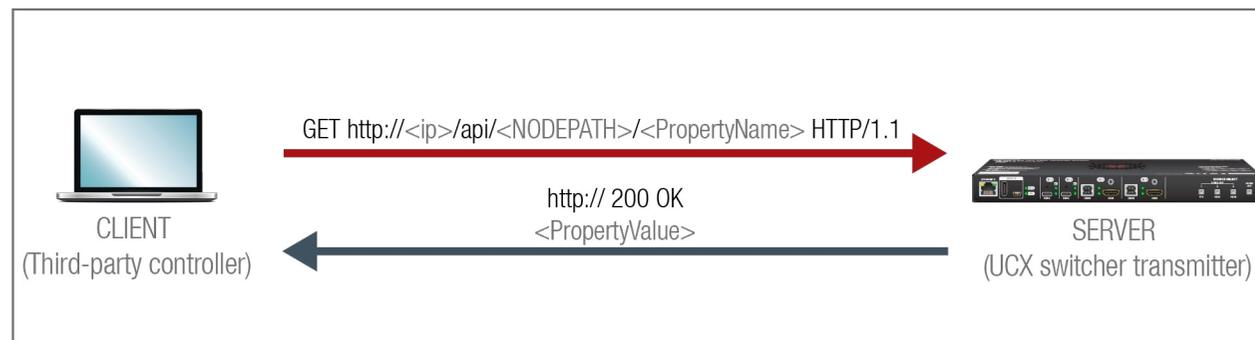 GET http://<ip>/api/<NODEPATH>/<PropertyName> HTTP/1.1
http:// 200 OK
<PropertyValue>
CLIENT
(Third-party controller)
SERVER
(UCX switcher transmitter)